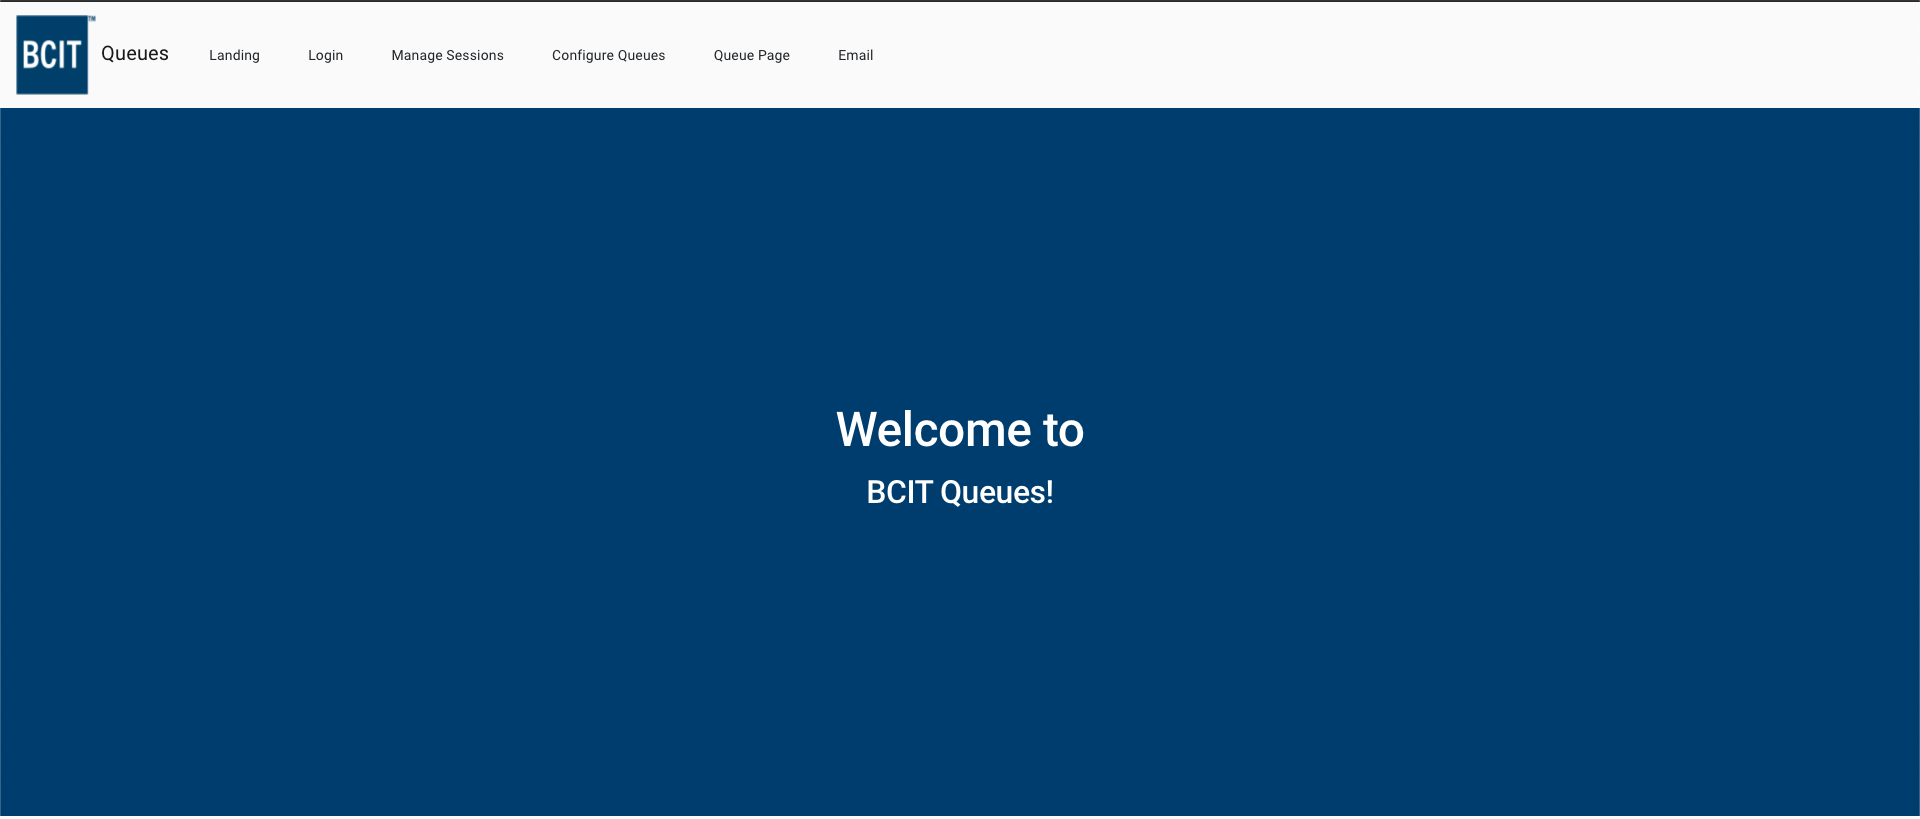 BCIT™ Queues Landing Login Manage Sessions Configure Queues Queue Page Email
Welcome to
BCIT Queues!